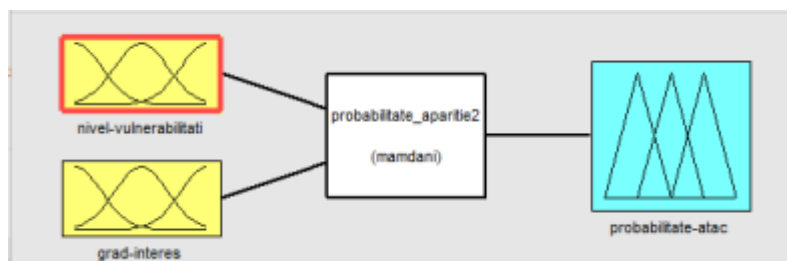 nivel-vulnerabilitati
probabilitate_aparitie2
(mamdani)
grad-interes
probabilitate-atac